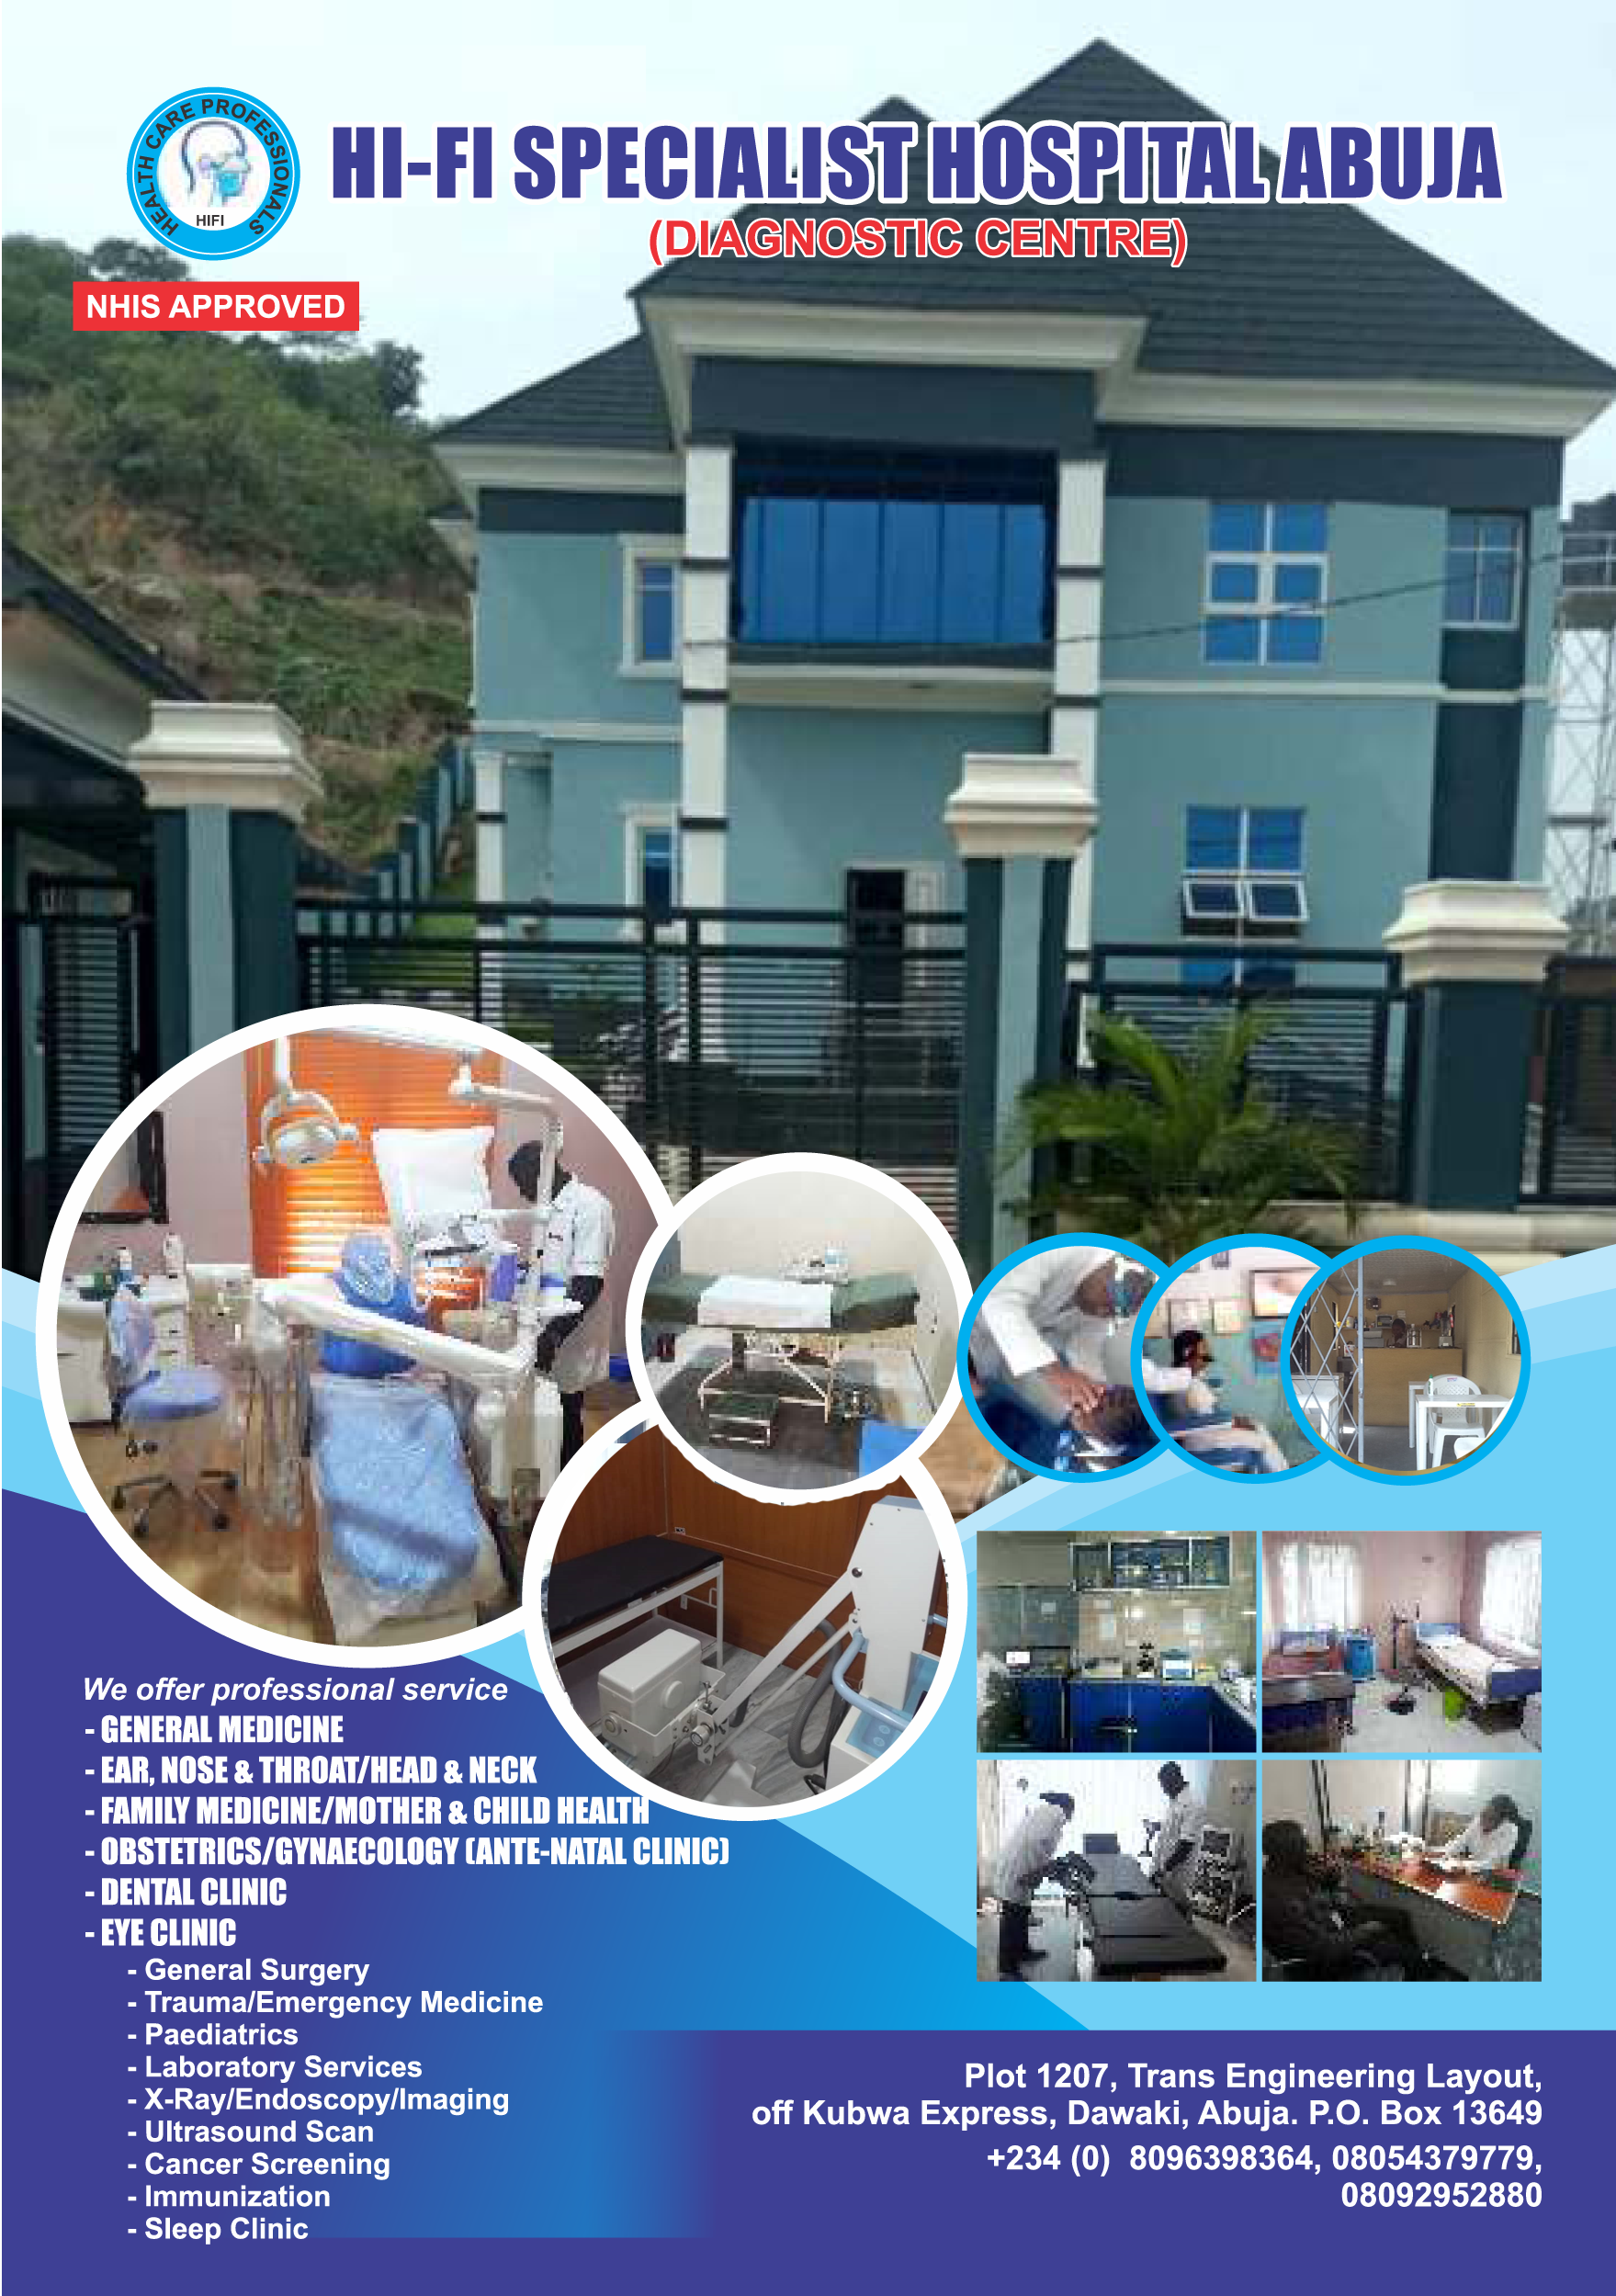 HEALTH CARE PROFESSIONALS
HIFI
HI-FI SPECIALIST HOSPITAL ABUJA
(DIAGNOSTIC CENTRE)
NHIS APPROVED
We offer professional service
- GENERAL MEDICINE
- EAR, NOSE & THROAT/HEAD & NECK
- FAMILY MEDICINE/MOTHER & CHILD HEALTH
- OBSTETRICS/GYNAECOLOGY (ANTE-NATAL CLINIC)
- DENTAL CLINIC
- EYE CLINIC
- General Surgery
- Trauma/Emergency Medicine
- Paediatrics
- Laboratory Services
- X-Ray/Endoscopy/Imaging
- Ultrasound Scan
- Cancer Screening
- Immunization
- Sleep Clinic
Plot 1207, Trans Engineering Layout,
off Kubwa Express, Dawaki, Abuja. P.O. Box 13649
+234 (0) 8096398364, 08054379779,
08092952880